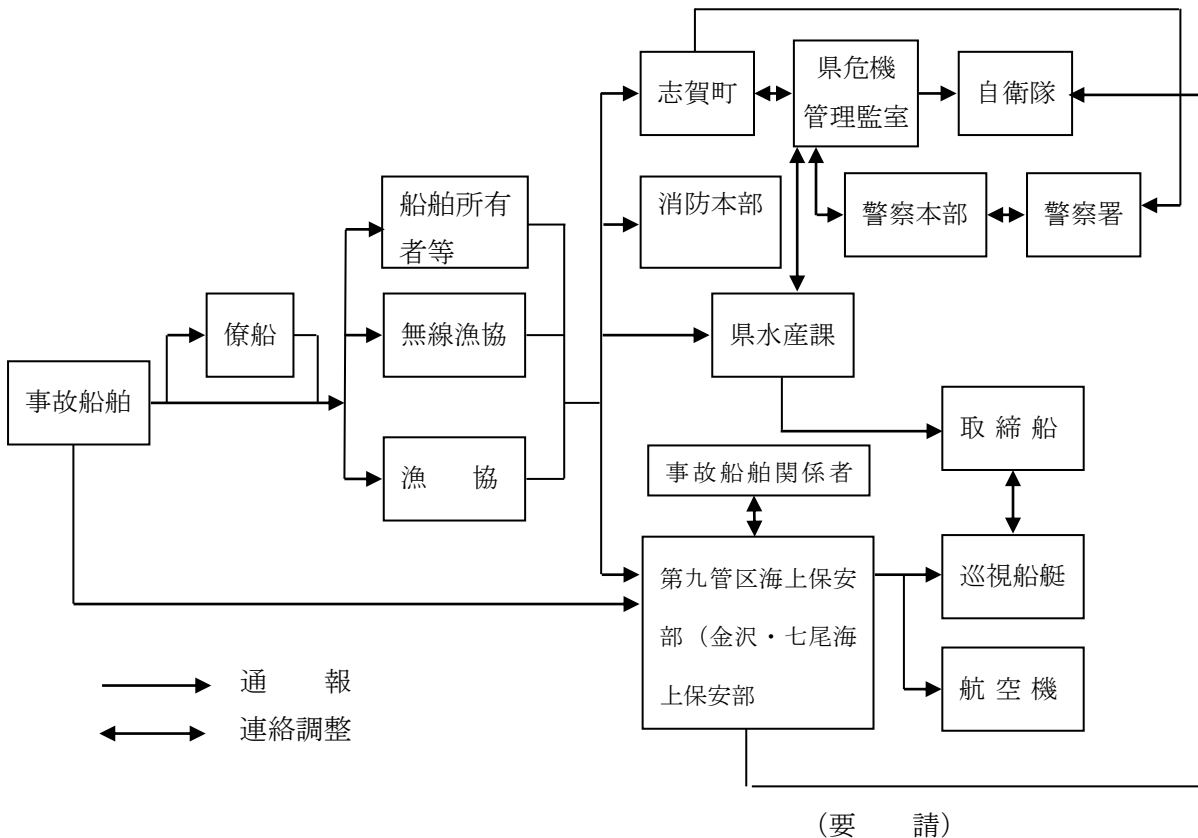 志賀町
県危機
管理監室
自衛隊
船舶所有
者等
消防本部
警察本部
警察署
僚船
無線漁協
県水産課
事故船舶
漁　　協
取 締 船
事故船舶関係者
第九管区海上保安
部（金沢・七尾海
上保安部
巡視船艇
航 空 機
通　　報
連絡調整
（要　　請）